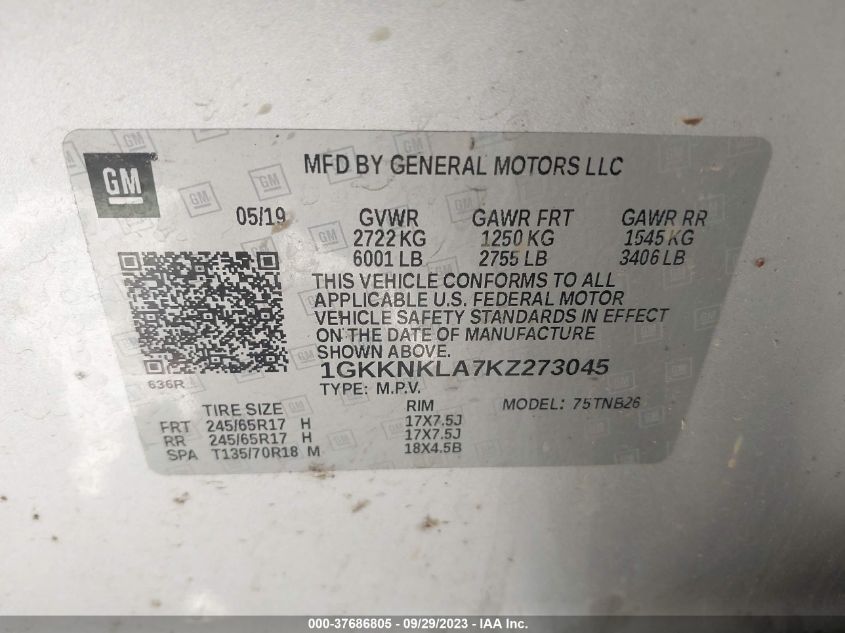 GM
MFD BY GENERAL MOTORS LLC
05/19 GVWR GAWR FRT GAWR RR
2722 KG 1250 KG 1545 KG
6001 LB 2755 LB 3406 LB
THIS VEHICLE CONFORMS TO ALL
APPLICABLE U.S. FEDERAL MOTOR
VEHICLE SAFETY STANDARDS IN EFFECT
ON THE DATE OF MANUFACTURE
SHOWN ABOVE.
1GKKNKLA7KZ273045
636R
TYPE: M.P.V.
TIRE SIZE RIM MODEL: 75TNB26
FRT 245/65R17 H 17X7.5J
RR 245/65R17 H 17X7.5J
SPA T135/70R18 M 18X4.5B
000-37686805 - 09/29/2023 - IAAI.COM